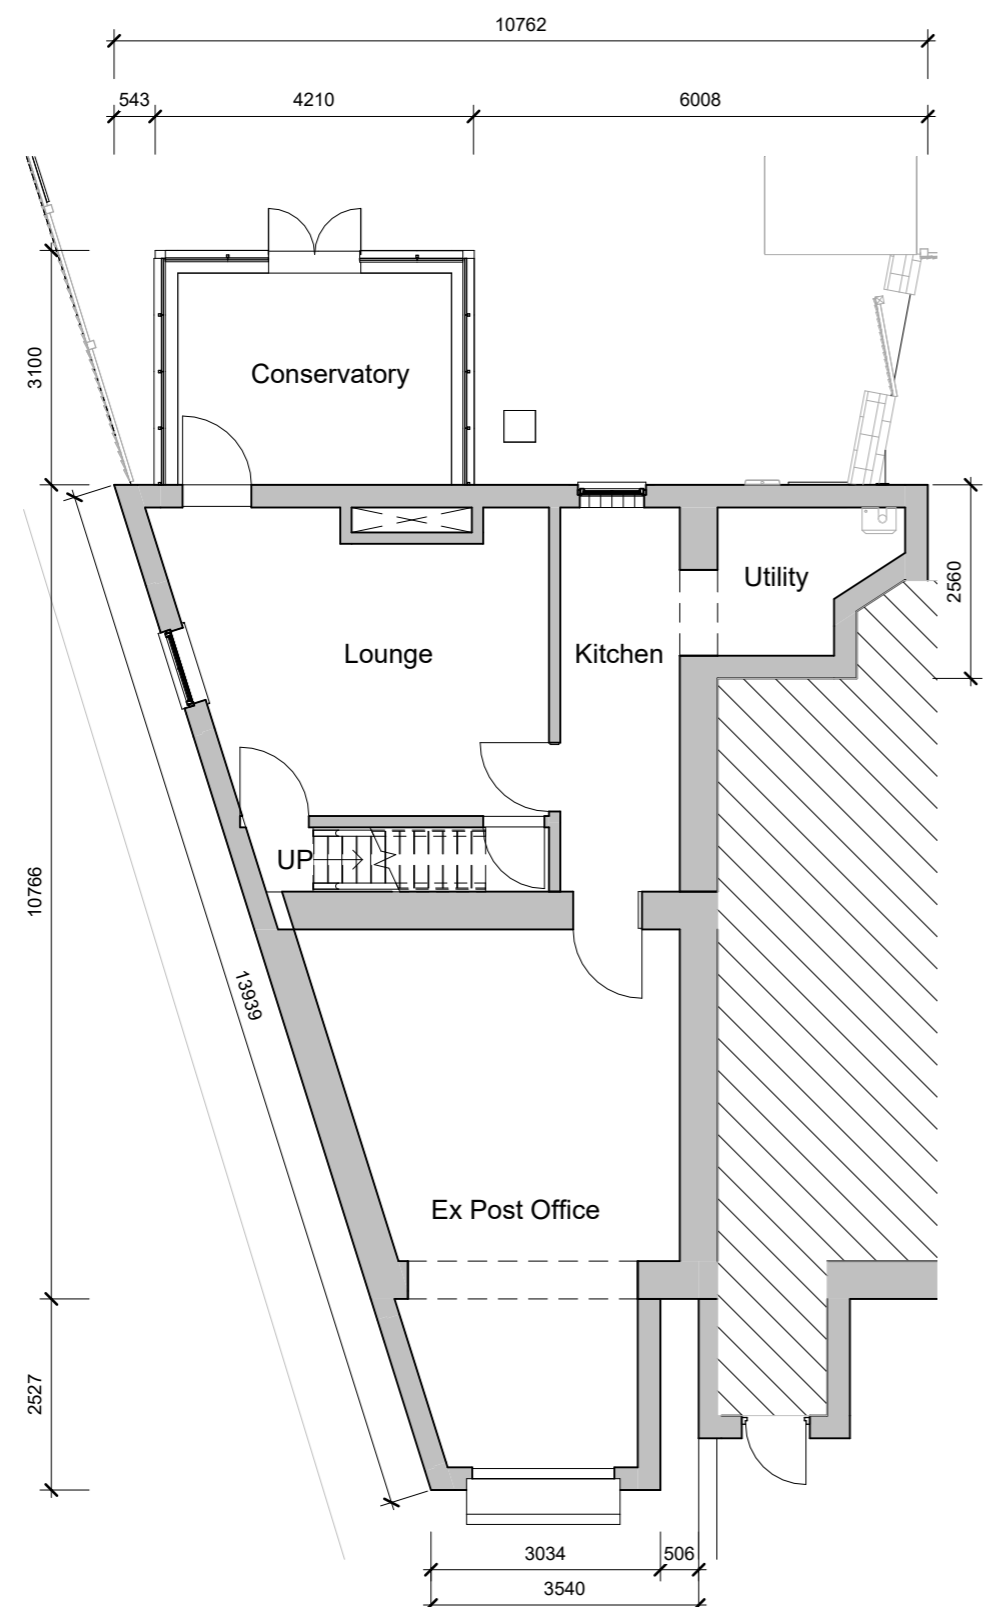 10762
543
4210
6008
3100
Conservatory
Utility
2560
Lounge
Kitchen
UP
10766
13939
Ex Post Office
2527
3034
506
3540